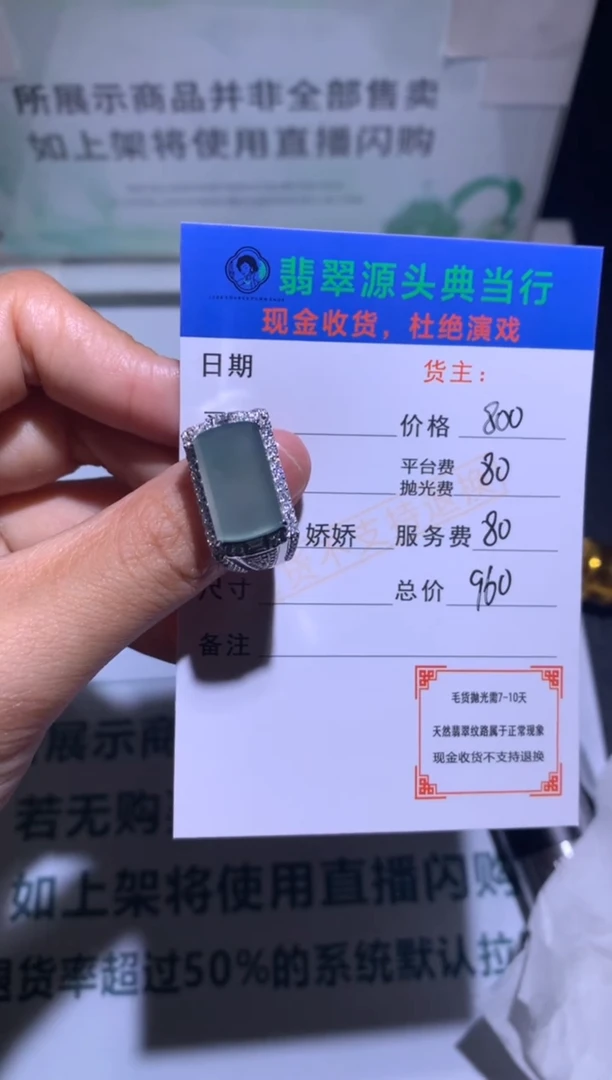 所展示商品并非全部售卖
如上架将使用直播闪购
翡翠源头典当行
现金收货，杜绝演戏
日期 货主：
价格 800
平台费
抛光费 80
娇娇 服务费 80
尺寸 总价 960
备注
毛货抛光需7-10天
天然翡翠纹路属于正常现象
现金收货不支持退换
展示商
若无购
如上架将使用直播闪购
退货率超过50%的系统默认拉